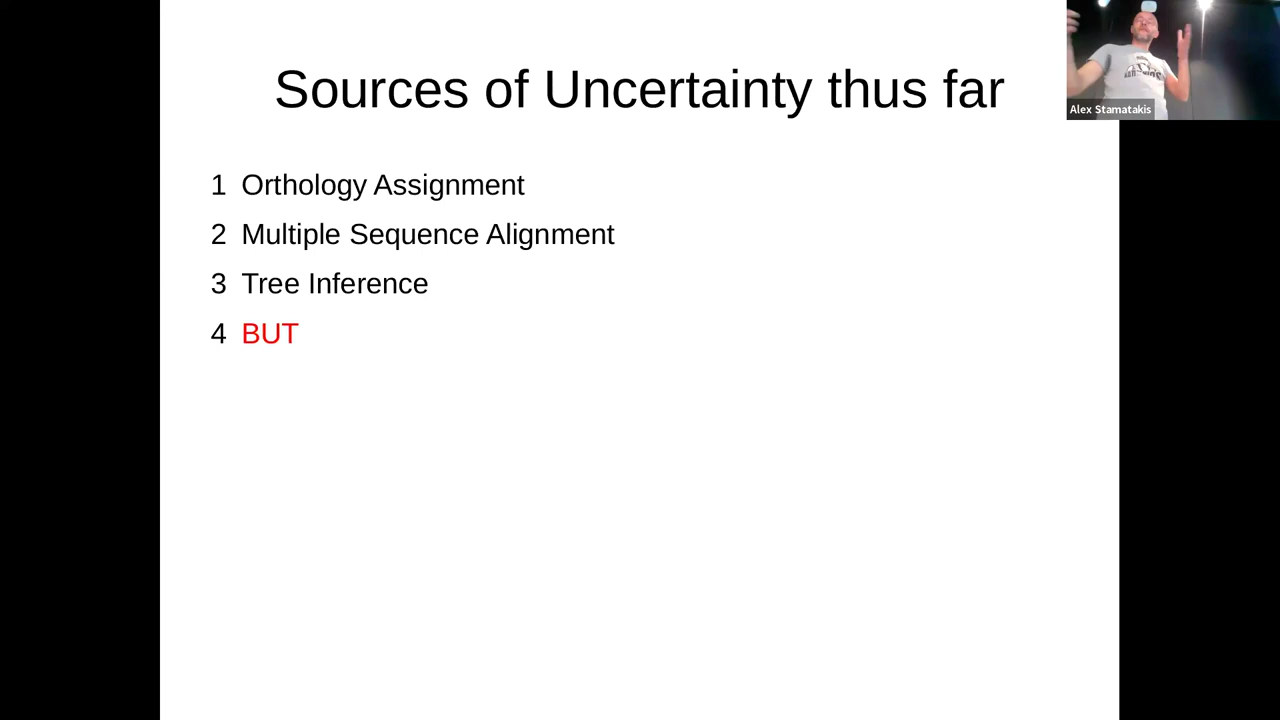 Sources of Uncertainty thus far
Alex Stamatakis
1 Orthology Assignment
2 Multiple Sequence Alignment
3 Tree Inference
4 BUT